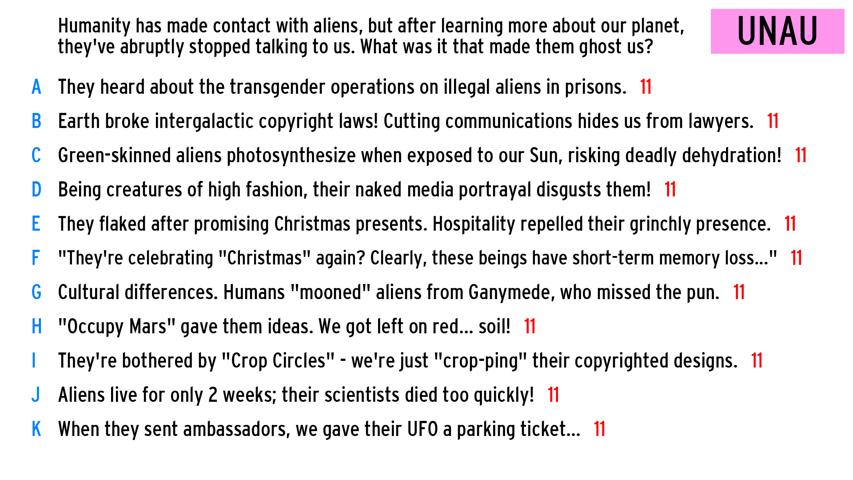 Humanity has made contact with aliens, but after learning more about our planet,
they've abruptly stopped talking to us. What was it that made them ghost us?
UNAU
A They heard about the transgender operations on illegal aliens in prisons. 11
B Earth broke intergalactic copyright laws! Cutting communications hides us from lawyers. 11
C Green-skinned aliens photosynthesize when exposed to our Sun, risking deadly dehydration! 11
D Being creatures of high fashion, their naked media portrayal disgusts them! 11
E They flaked after promising Christmas presents. Hospitality repelled their grinchly presence. 11
F "They're celebrating "Christmas" again? Clearly, these beings have short-term memory loss..." 11
G Cultural differences. Humans "mooned" aliens from Ganymede, who missed the pun. 11
H "Occupy Mars" gave them ideas. We got left on red... soil! 11
I They're bothered by "Crop Circles" - we're just "crop-ping" their copyrighted designs. 11
J Aliens live for only 2 weeks; their scientists died too quickly! 11
K When they sent ambassadors, we gave their UFO a parking ticket... 11